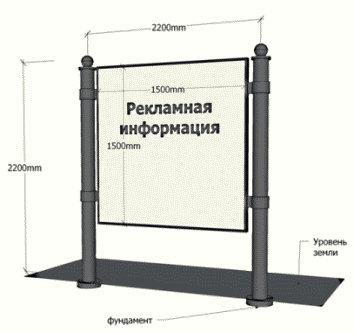 2200mm
1500mm
Рекламная
информация
1500mm
2200mm
Уровень
земли
фундамент